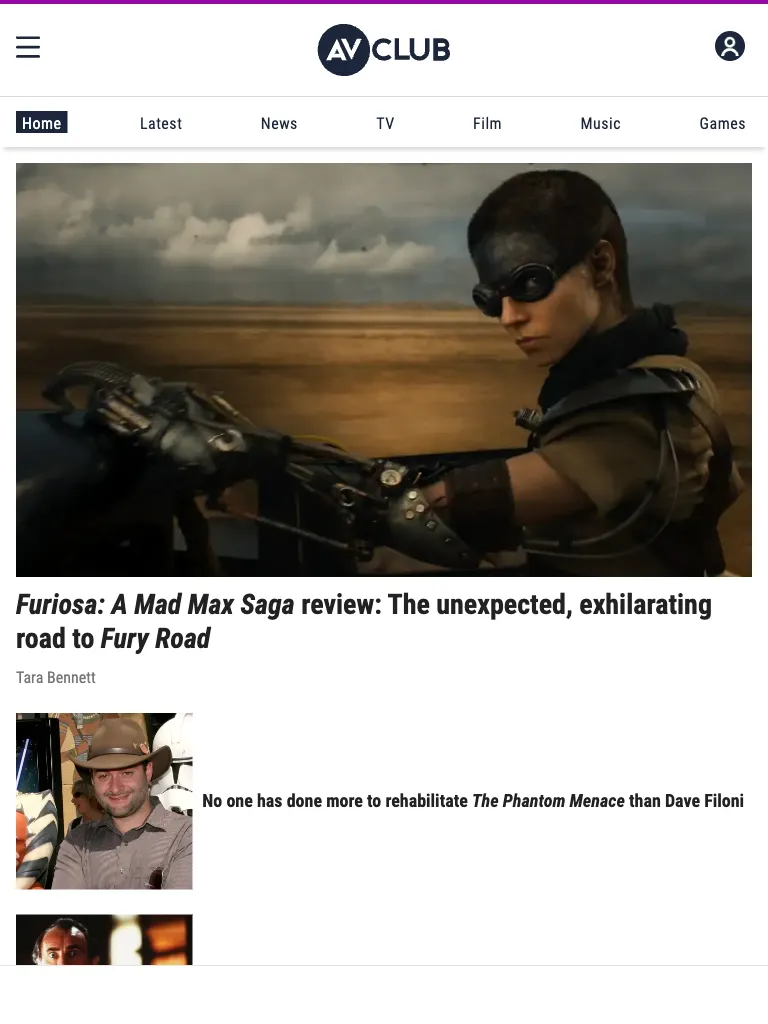 AV CLUB
Home Latest News TV Film Music Games
Furiosa: A Mad Max Saga review: The unexpected, exhilarating
road to Fury Road
Tara Bennett
No one has done more to rehabilitate The Phantom Menace than Dave Filoni